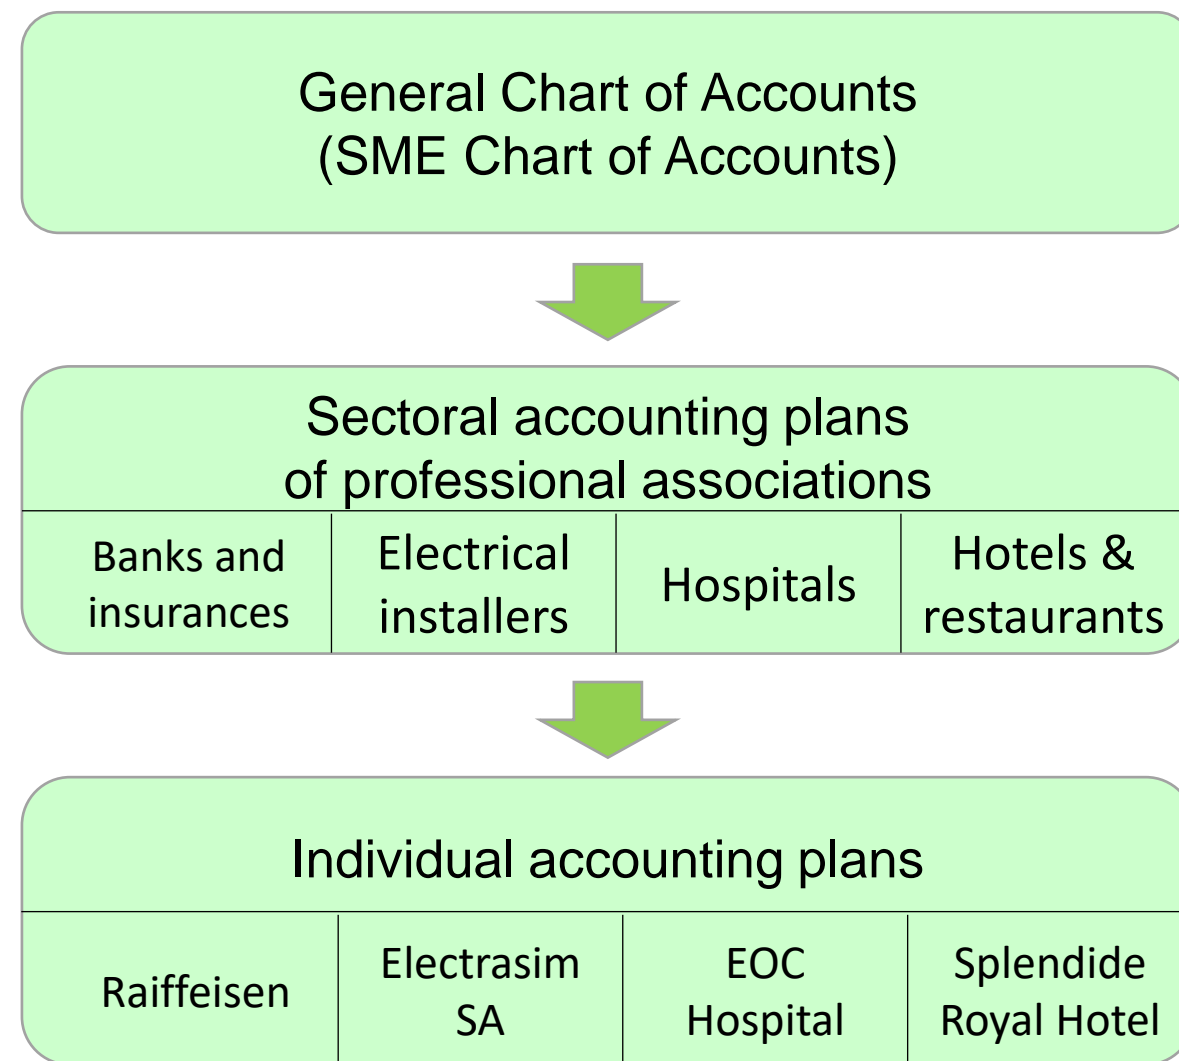 General Chart of Accounts
(SME Chart of Accounts)
Sectoral accounting plans
of professional associations
Banks and
insurances
Electrical
installers
Hospitals
Hotels &
restaurants
Individual accounting plans
Raiffeisen
Electrasim
SA
EOC
Hospital
Splendide
Royal Hotel